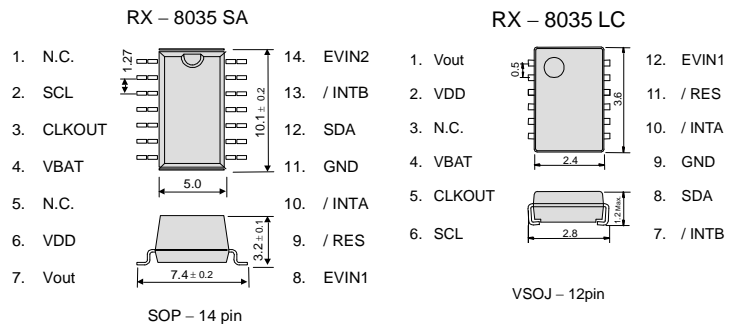 RX – 8035 SA
1. N.C.
2. SCL
3. CLKOUT
4. VBAT
5. N.C.
6. VDD
7. Vout
1.27
10.1 ± 0.2
5.0
3.2 ± 0.1
7.4 ± 0.2
14. EVIN2
13. / INTB
12. SDA
11. GND
10. / INTA
9. / RES
8. EVIN1
SOP – 14 pin
RX – 8035 LC
1. Vout
2. VDD
3. N.C.
4. VBAT
5. CLKOUT
6. SCL
0.5
3.6
2.4
1.2 Max.
2.8
12. EVIN1
11. / RES
10. / INTA
9. GND
8. SDA
7. / INTB
VSOJ – 12pin